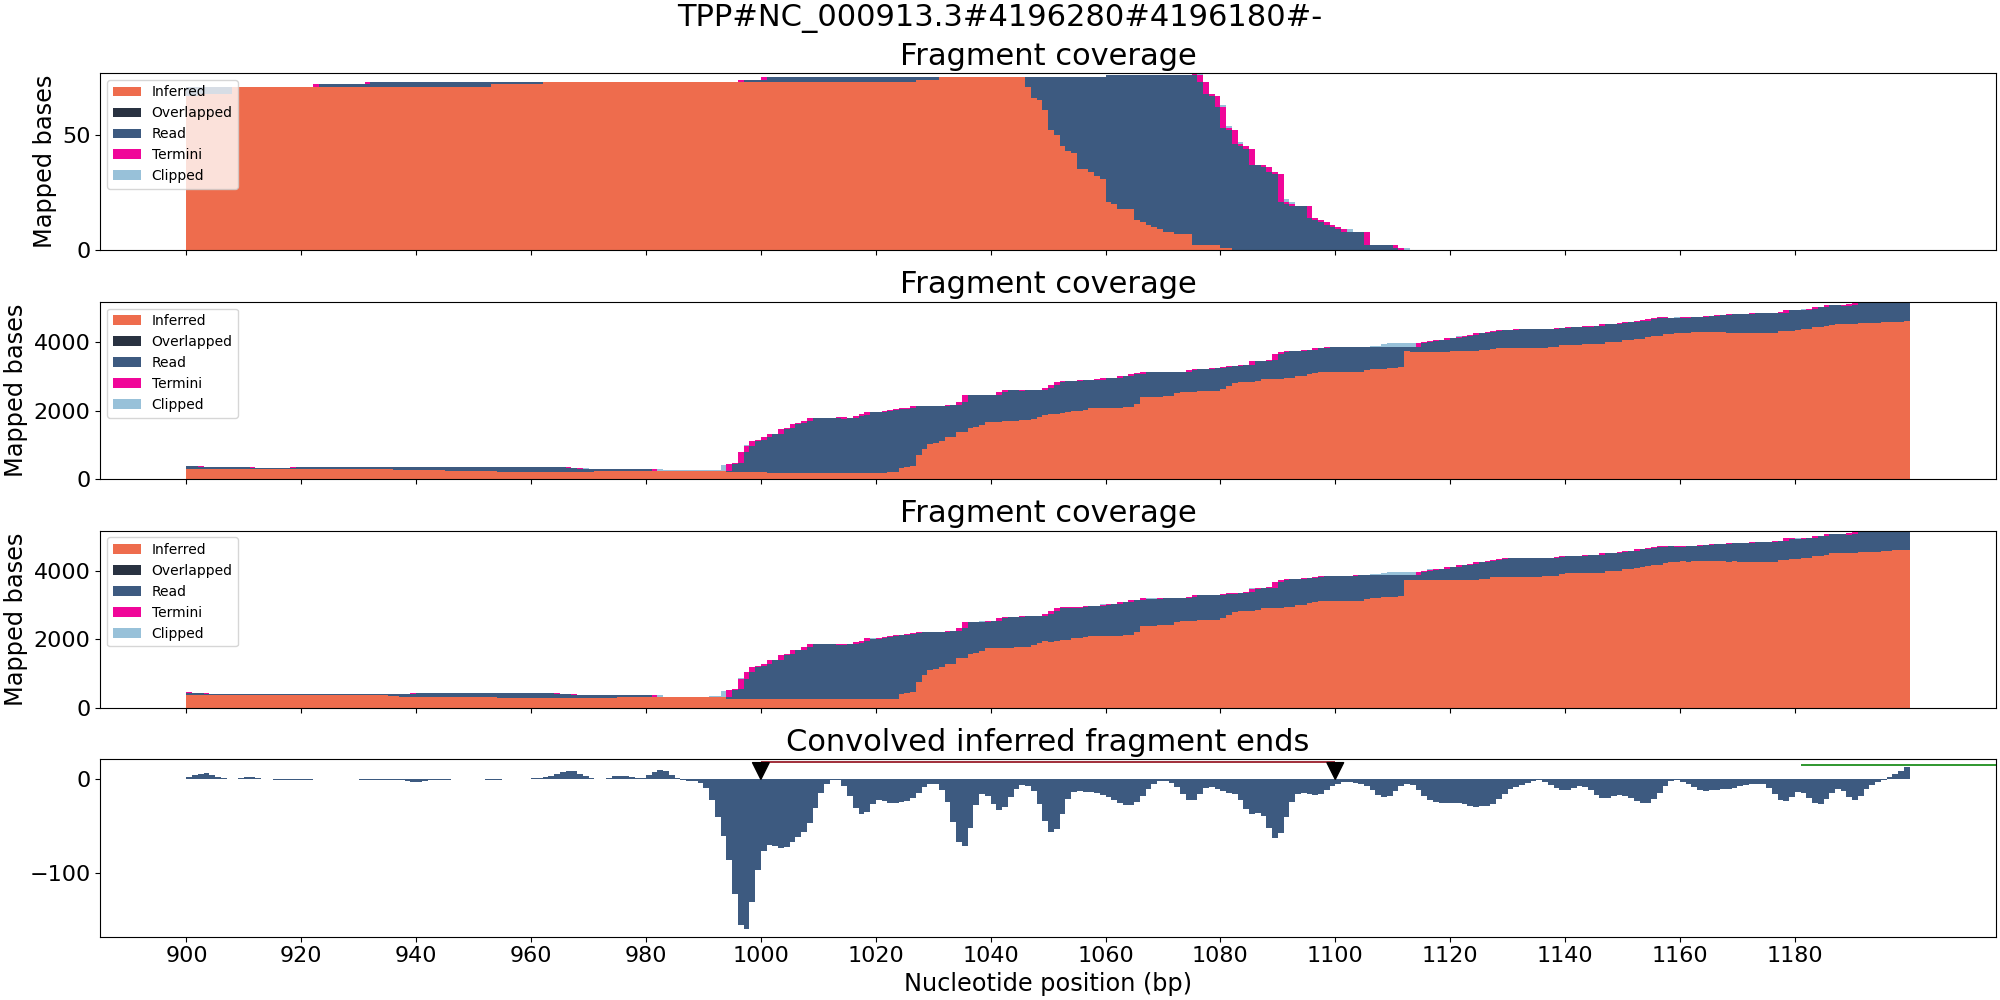 TPP#NC_000913.3#4196280#4196180#-
Fragment coverage
Mapped bases
50
0
Inferred
Overlapped
Read
Termini
Clipped
Fragment coverage
Mapped bases
4000
2000
0
Inferred
Overlapped
Read
Termini
Clipped
Fragment coverage
Mapped bases
4000
2000
0
Inferred
Overlapped
Read
Termini
Clipped
Convolved inferred fragment ends
0
−100
900 920 940 960 980 1000 1020 1040 1060 1080 1100 1120 1140 1160 1180
Nucleotide position (bp)